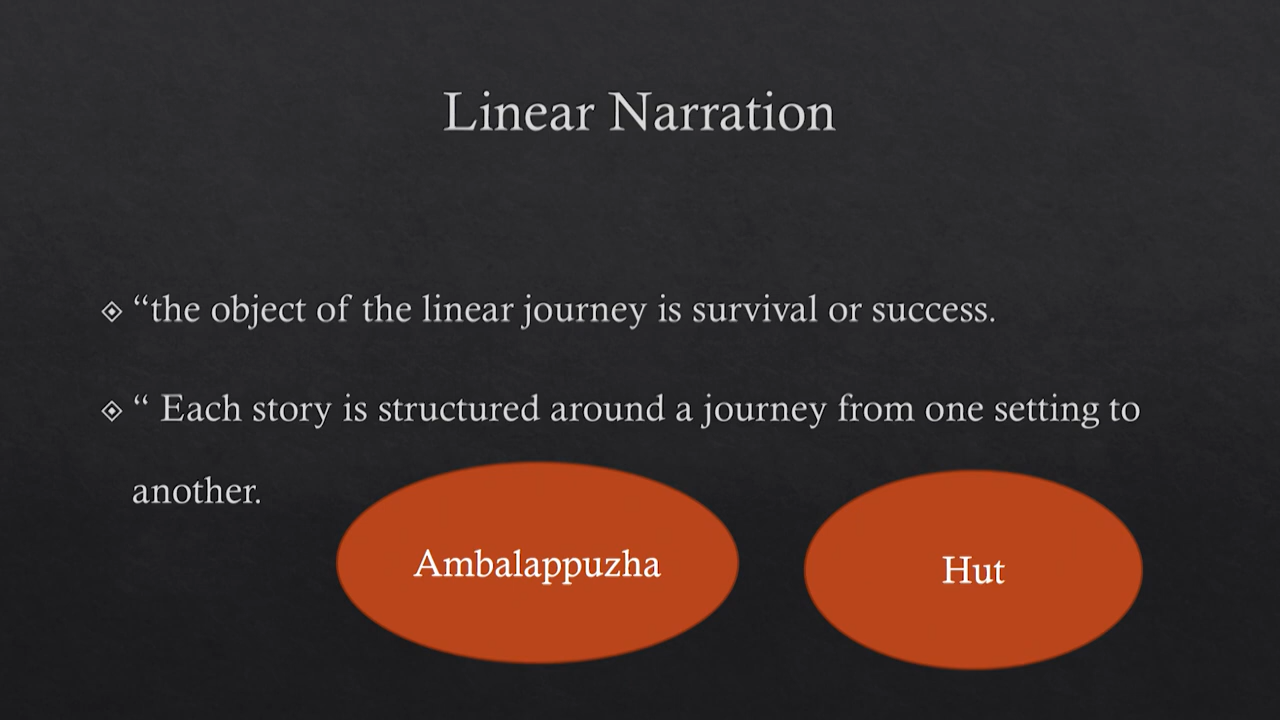 Linear Narration
“the object of the linear journey is survival or success.
“ Each story is structured around a journey from one setting to
another.
Ambalappuzha
Hut